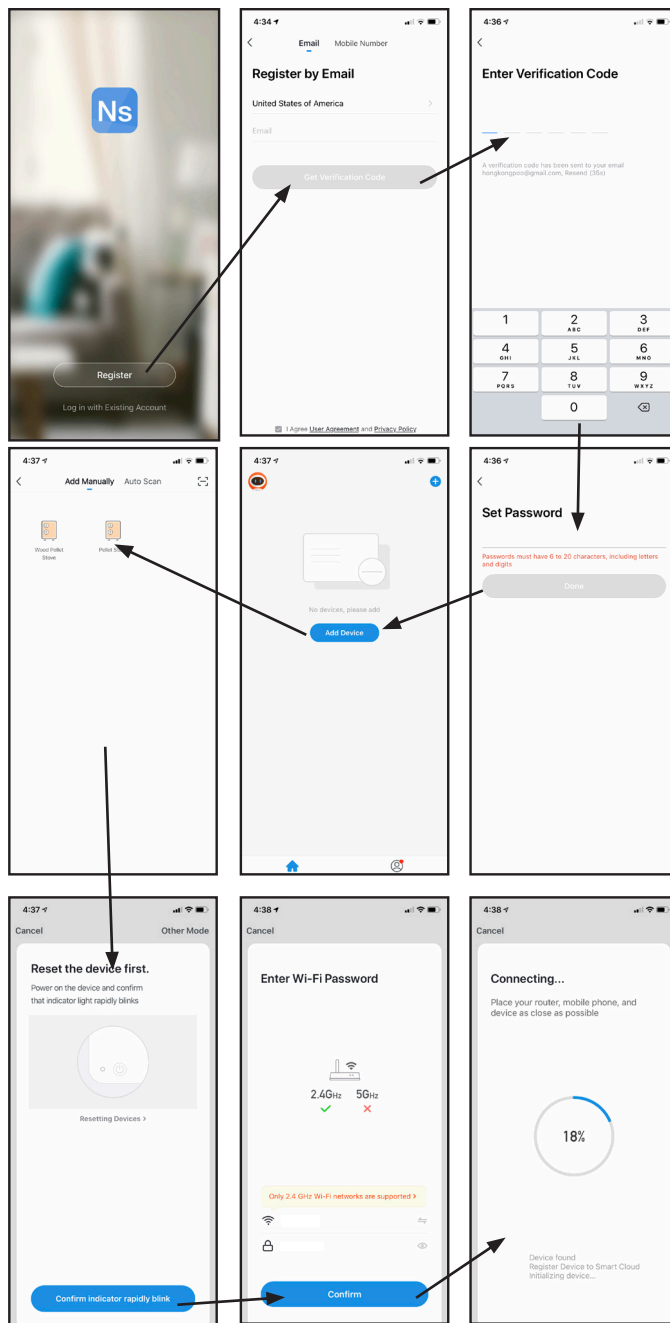 Ns
Register
Log in with Existing Account
4:34
Email Mobile Number
Register by Email
United States of America
Email
Get Verification Code
I Agree User Agreement and Privacy Policy
4:36
Enter Verification Code
A verification code has been sent to your email
hongkongpoo@gmail.com, Resend (36s)
1 2 3
ABC DEF
4 5 6
GHI JKL MNO
7 8 9
PQRS TUV WXYZ
0
4:37
Add Manually Auto Scan
Wood Pellet
Stove
Pellet
4:37
No devices, please add
Add Device
4:36
Set Password
Passwords must have 6 to 20 characters, including letters
and digits
Done
4:37
Cancel Other Mode
Reset the device first.
Power on the device and confirm
that indicator light rapidly blinks
Resetting Devices >
Confirm indicator rapidly blink
4:38
Cancel
Enter Wi-Fi Password
2.4GHz 5GHz
Only 2.4 GHz Wi-Fi networks are supported >
Confirm
4:38
Cancel
Connecting...
Place your router, mobile phone, and
device as close as possible
18%
Device found
Register Device to Smart Cloud
Initializing device...